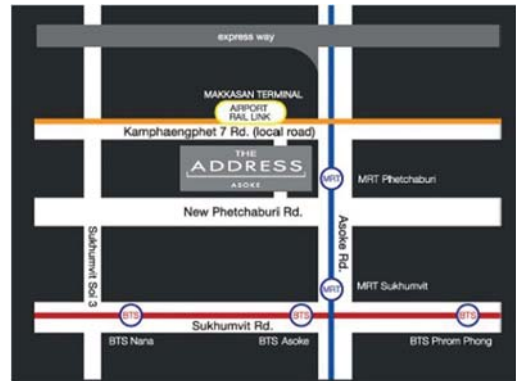 express way
MAKKASAN TERMINAL
AIRPORT
RAIL LINK
Kamphaengphet 7 Rd. (local road)
THE
ADDRESS
ASOKE
MRT
MRT Phetchaburi
New Phetchaburi Rd.
Sukhumvit Soi 3
Asoke Rd.
MRT
MRT Sukhumvit
BTS
BTS
BTS
Sukhumvit Rd.
BTS Nana
BTS Asoke
BTS Phrom Phong